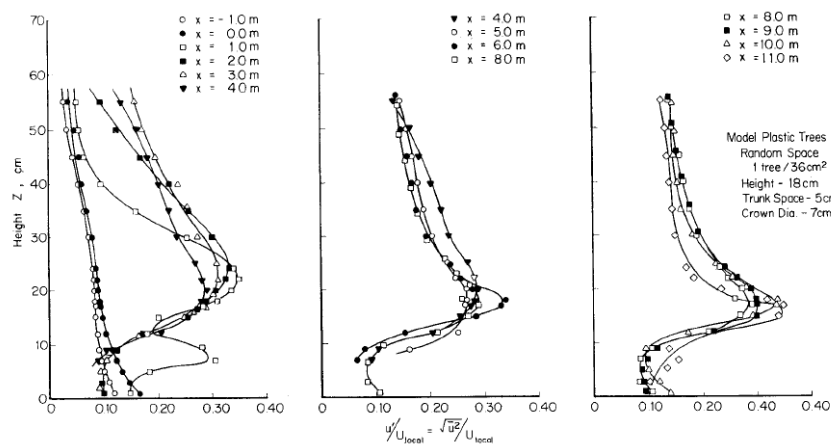 x = -1.0 m
x = 0.0 m
x = 1.0 m
x = 2.0 m
x = 3.0 m
x = 4.0 m
x = 4.0 m
x = 5.0 m
x = 6.0 m
x = 8.0 m
x = 8.0 m
x = 9.0 m
x = 10.0 m
x = 11.0 m
Model Plastic Trees
Random Space
1 tree/36cm²
Height - 18cm
Trunk Space - 5cm
Crown Dia. - 7cm
Height Z , cm
70
60
50
40
30
20
10
0
0 0.10 0.20 0.30 0.40
0.10 0.20 0.30 0.40
0.10 0.20 0.30 0.40
u'/U local = √u²/U local